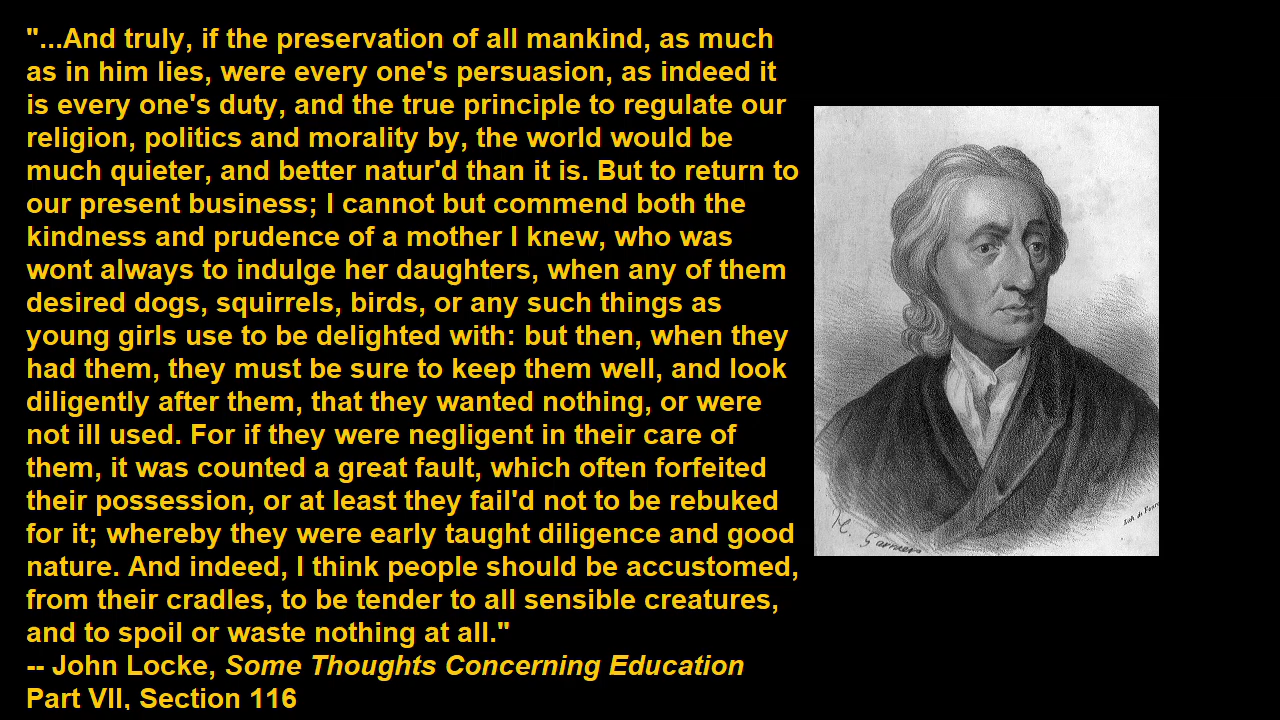 "...And truly, if the preservation of all mankind, as much
as in him lies, were every one's persuasion, as indeed it
is every one's duty, and the true principle to regulate our
religion, politics and morality by, the world would be
much quieter, and better natur'd than it is. But to return to
our present business; I cannot but commend both the
kindness and prudence of a mother I knew, who was
wont always to indulge her daughters, when any of them
desired dogs, squirrels, birds, or any such things as
young girls use to be delighted with: but then, when they
had them, they must be sure to keep them well, and look
diligently after them, that they wanted nothing, or were
not ill used. For if they were negligent in their care of
them, it was counted a great fault, which often forfeited
their possession, or at least they fail'd not to be rebuked
for it; whereby they were early taught diligence and good
nature. And indeed, I think people should be accustomed,
from their cradles, to be tender to all sensible creatures,
and to spoil or waste nothing at all."
-- John Locke, Some Thoughts Concerning Education
Part VII, Section 116